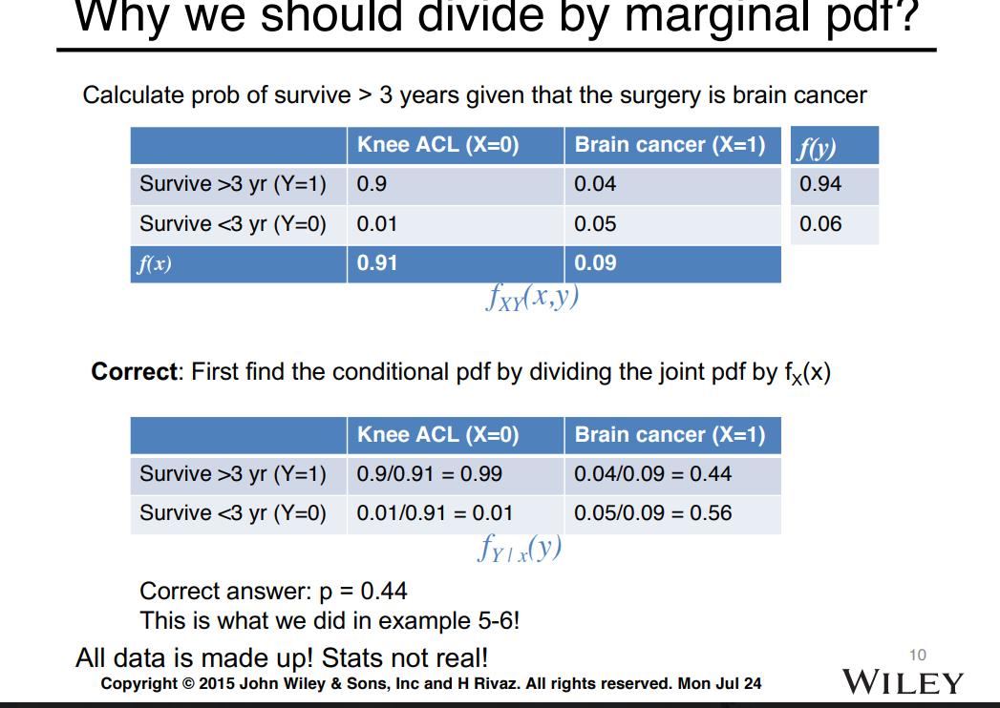 Why we should divide by marginal pdf?
Calculate prob of survive > 3 years given that the surgery is brain cancer
Knee ACL (X=0) Brain cancer (X=1) f(y)
Survive >3 yr (Y=1) 0.9 0.04 0.94
Survive <3 yr (Y=0) 0.01 0.05 0.06
f(x) 0.91 0.09
fXY(x,y)
Correct: First find the conditional pdf by dividing the joint pdf by fX(x)
Knee ACL (X=0) Brain cancer (X=1)
Survive >3 yr (Y=1) 0.9/0.91 = 0.99 0.04/0.09 = 0.44
Survive <3 yr (Y=0) 0.01/0.91 = 0.01 0.05/0.09 = 0.56
fY | x(y)
Correct answer: p = 0.44
This is what we did in example 5-6!
All data is made up! Stats not real!
10
Copyright © 2015 John Wiley & Sons, Inc and H Rivaz. All rights reserved. Mon Jul 24
WILEY